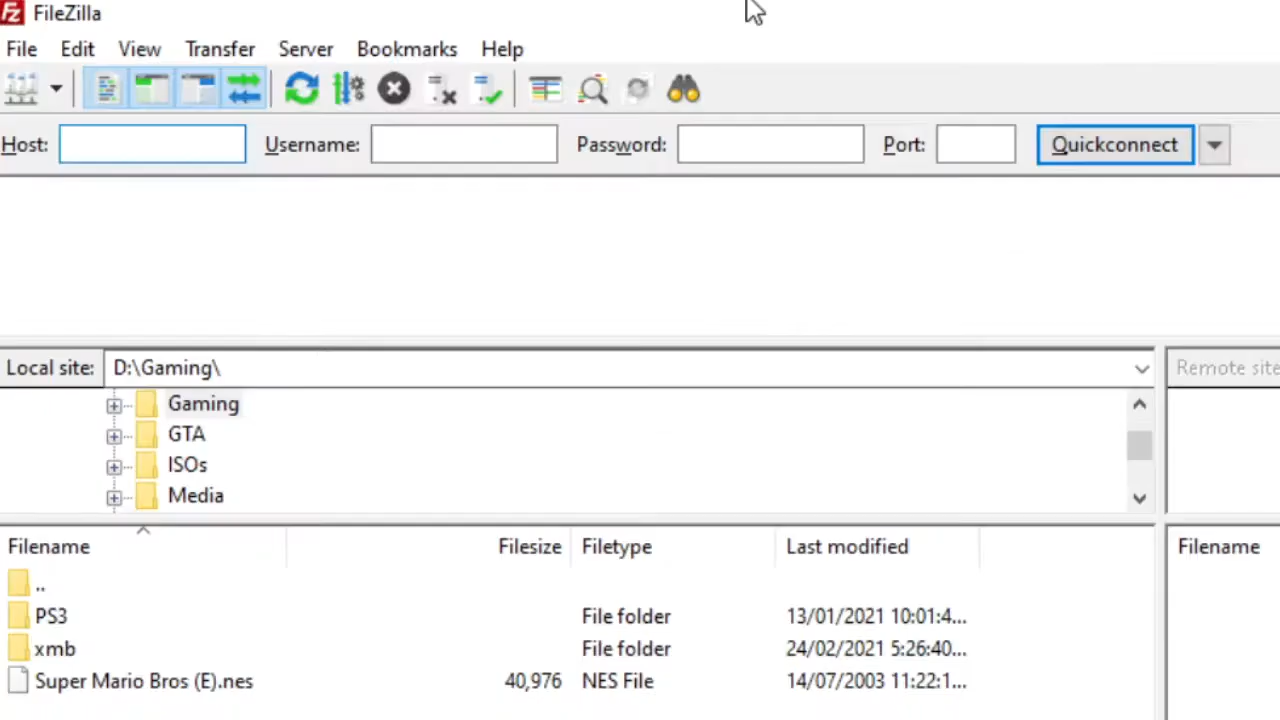 FileZilla
File Edit View Transfer Server Bookmarks Help
Host: Username: Password: Port: Quickconnect
Local site: D:\Gaming\ Remote site
Gaming
GTA
ISOs
Media
Filename Filesize Filetype Last modified Filename
..
PS3 File folder 13/01/2021 10:01:4...
xmb File folder 24/02/2021 5:26:40...
Super Mario Bros (E).nes 40,976 NES File 14/07/2003 11:22:1...